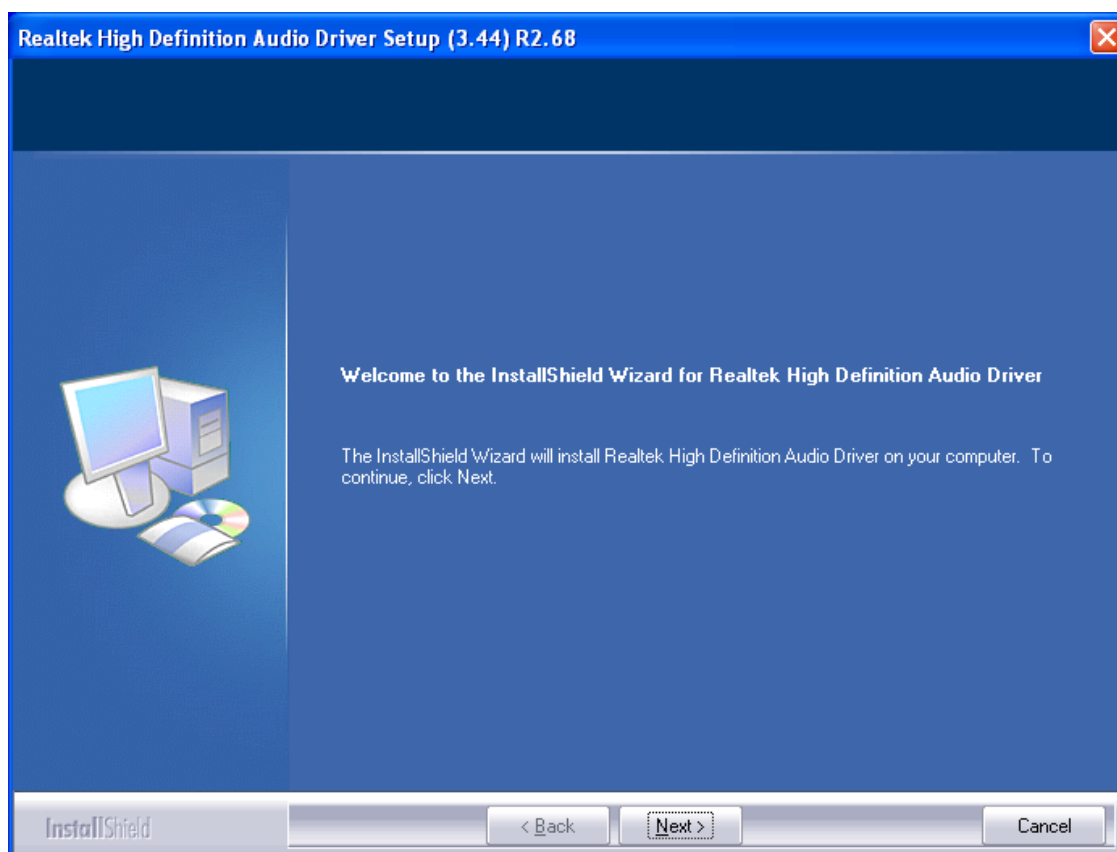 Realtek High Definition Audio Driver Setup (3.44) R2.68
Welcome to the InstallShield Wizard for Realtek High Definition Audio Driver
The InstallShield Wizard will install Realtek High Definition Audio Driver on your computer. To
continue, click Next.
InstallShield
< Back
Next >
Cancel